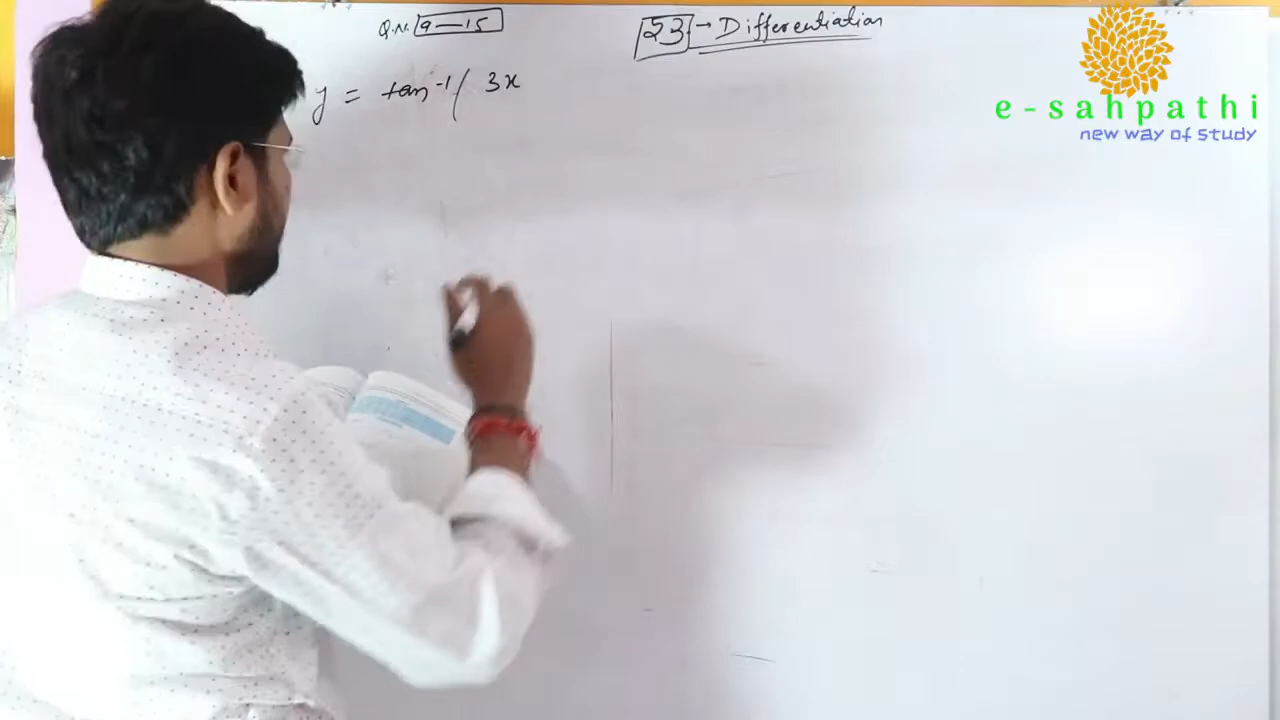 Q.N. 9-15
23 → Differentiation
y = tan⁻¹( 3x
e-sahpathi
new way of study